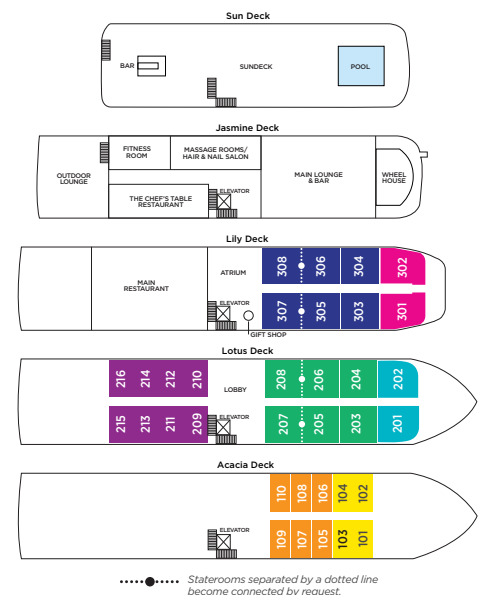 Sun Deck
BAR
SUNDECK
POOL
Jasmine Deck
OUTDOOR
LOUNGE
FITNESS
ROOM
MASSAGE ROOMS/
HAIR & NAIL SALON
THE CHEF'S TABLE
RESTAURANT
ELEVATOR
MAIN LOUNGE
& BAR
WHEEL
HOUSE
Lily Deck
MAIN
RESTAURANT
ATRIUM
ELEVATOR
GIFT SHOP
308
306
304
302
307
305
303
301
Lotus Deck
216
214
212
210
215
213
211
209
LOBBY
ELEVATOR
208
206
204
202
207
205
203
201
Acacia Deck
ELEVATOR
110
108
106
104
102
109
107
105
103
101
Staterooms separated by a dotted line
become connected by request.